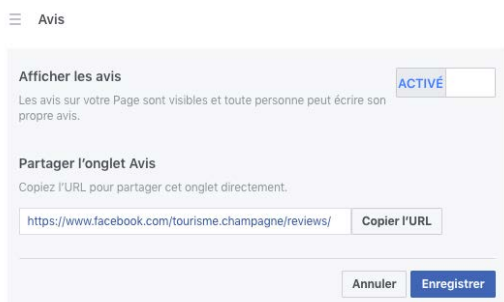 Avis
Afficher les avis
ACTIVÉ
Les avis sur votre Page sont visibles et toute personne peut écrire son
propre avis.
Partager l'onglet Avis
Copiez l'URL pour partager cet onglet directement.
https://www.facebook.com/tourisme.champagne/reviews/ Copier l'URL
Annuler Enregistrer